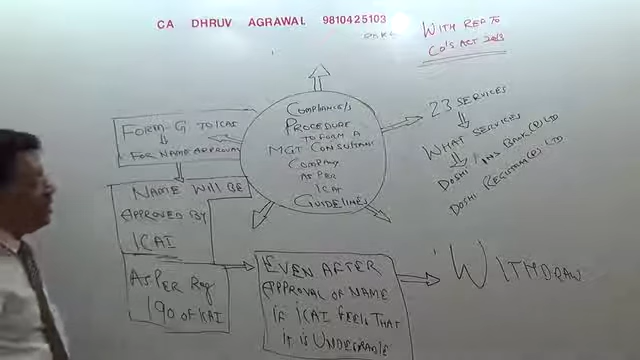 CA DHRUV AGRAWAL 9810425103
WITH REF TO
CO'S ACT 2013
COMPLIANCE/S
PROCEDURE
TO FORM A
MGT CONSULTANT
COMPANY
AS PER
ICAI
GUIDELINES
FORM-G TO ICAI
FOR NAME APPROVAL
NAME WILL BE
APPROVED BY
ICAI
AS PER Reg
190 OF ICAI
EVEN AFTER
APPROVAL OF NAME
IF ICAI FEELS THAT
IT IS UNDESIRABLE
WITHDRAW
23 SERVICES
WHAT SERVICES
DOSHI INS BROK (P) LTD
DOSHI REGISTRAR (P) LTD